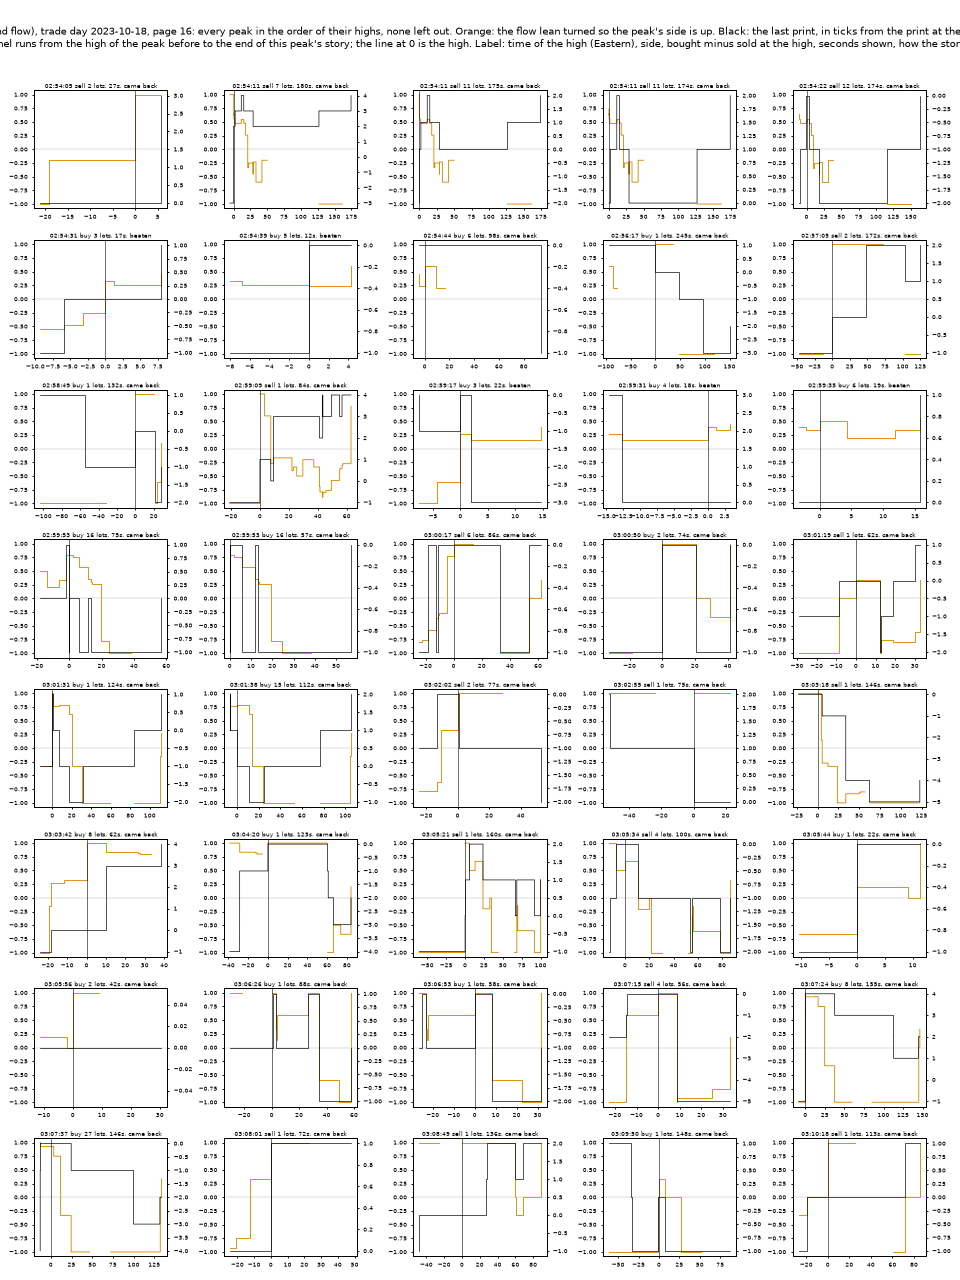 nd flow), trade day 2023-10-18, page 16: every peak in the order of their highs, none left out. Orange: the flow lean turned so the peak's side is up. Black: the last print, in ticks from the print at the
nel runs from the high of the peak before to the end of this peak's story; the line at 0 is the high. Label: time of the high (Eastern), side, bought minus sold at the high, seconds shown, how the stor
02:54:05 sell 2 lots. 27s. came back
02:54:11 sell 7 lots. 180s. came back
02:54:11 sell 11 lots. 175s. came back
02:54:11 sell 11 lots. 174s. came back
02:54:22 sell 12 lots. 174s. came back
02:54:31 buy 3 lots. 17s. beaten
02:54:39 buy 5 lots. 12s. beaten
02:54:44 buy 6 lots. 98s. came back
02:56:17 buy 1 lots. 245s. came back
02:57:05 sell 2 lots. 172s. came back
02:58:49 buy 1 lots. 132s. came back
02:59:09 sell 1 lots. 84s. came back
02:59:17 buy 3 lots. 22s. beaten
02:59:31 buy 4 lots. 18s. beaten
02:59:35 buy 6 lots. 19s. beaten
02:59:53 buy 16 lots. 75s. came back
02:59:53 buy 16 lots. 57s. came back
03:00:17 sell 6 lots. 86s. came back
03:00:50 buy 2 lots. 74s. came back
03:01:19 sell 1 lots. 62s. came back
03:01:31 buy 1 lots. 124s. came back
03:01:38 buy 15 lots. 112s. came back
03:02:02 sell 2 lots. 77s. came back
03:02:55 sell 1 lots. 75s. came back
03:03:18 sell 1 lots. 146s. came back
03:03:42 buy 8 lots. 62s. came back
03:04:20 buy 1 lots. 123s. came back
03:05:21 sell 1 lots. 160s. came back
03:05:34 sell 4 lots. 100s. came back
03:05:44 buy 1 lots. 22s. came back
03:05:56 buy 2 lots. 42s. came back
03:06:26 buy 1 lots. 88s. came back
03:06:53 buy 1 lots. 58s. came back
03:07:15 sell 4 lots. 56s. came back
03:07:24 buy 8 lots. 155s. came back
03:07:37 buy 27 lots. 146s. came back
03:08:01 sell 1 lots. 72s. came back
03:08:49 sell 1 lots. 136s. came back
03:09:50 buy 1 lots. 148s. came back
03:10:18 sell 1 lots. 113s. came back